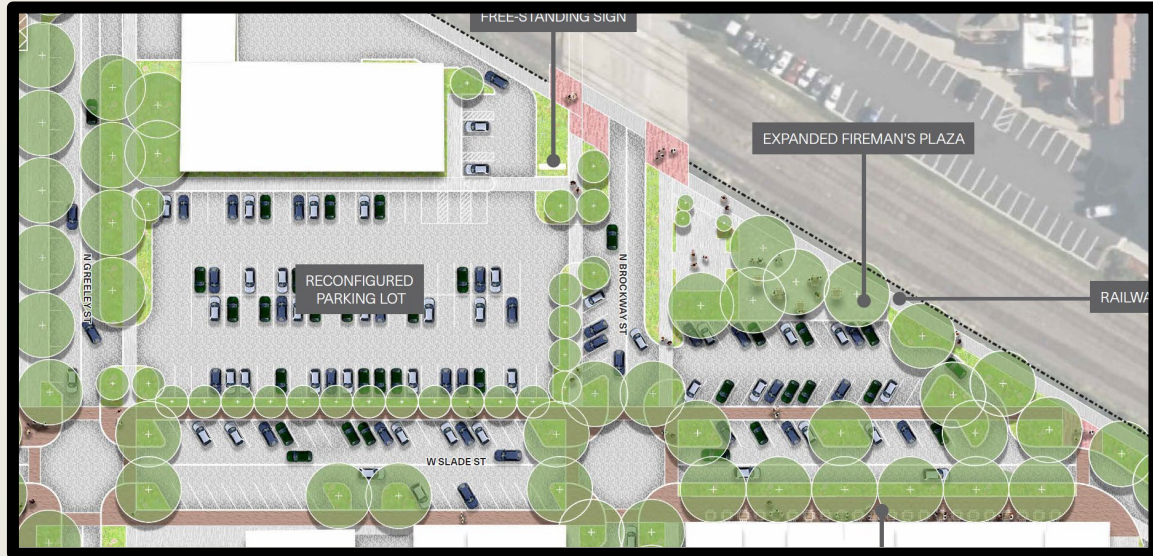 FREE-STANDING SIGN
EXPANDED FIREMAN'S PLAZA
N GREELEY ST
RECONFIGURED
PARKING LOT
N BROCKWAY ST
RAILWA
W SLADE ST